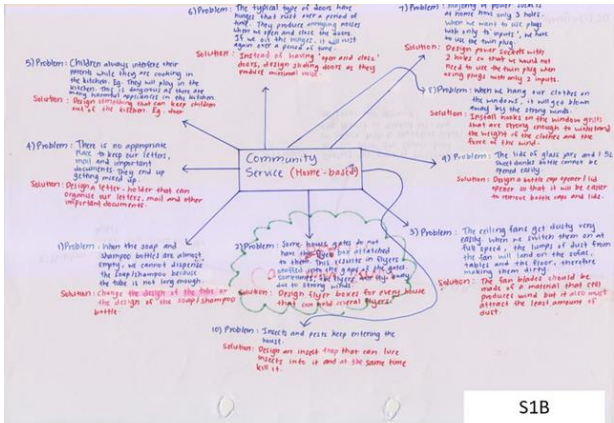 6) Problem: The typical type of doors have
hinges that rust over a period of
time. They produce annoying noises
when we open and close the doors.
If we oil the hinges, it will rust
again over a period of time.
Solution: Instead of having 'open and close'
doors, design sliding doors as they
produce minimal noise.
7) Problem: Majority of power sockets
at home have only 3 holes.
When we want to use plugs
with only 2 'inputs', we have
to use the twin plug.
Solution: Design power sockets with
2 holes so that we would not
need to use the twin plug when
using plugs with only 2 inputs.
5) Problem: Children always interfere their
parents while they are cooking in
the kitchen. Eg. They will play in the
kitchen. This is dangerous as there are
many harmful appliances in the kitchen.
Solution: Design something that can keep children
out of the kitchen. Eg.
8) Problem: When we hang our clothes on
the windows, it will get blown
away by the strong winds.
Solution: Install hooks on the window grills
that are strong enough to withstand
the weight of the clothes and the
force of the wind.
4) Problem: There is no appropriate
place to keep our letters,
mail and important
documents. They end up
getting mixed up.
Solution: Design a letter-holder that can
organise our letters, mail and other
important documents.
Community
Service (Home-based)
9) Problem: The lids of glass jars and
bottles cannot be
opened easily.
Solution: Design a bottle cap opener/lid
opener so that it will be easier
to remove bottle caps and lids.
1) Problem: When the soap and
shampoo bottles are almost
empty, we cannot dispense
the soap/shampoo because
the tube is not long enough.
Solution: Change the design of the tube or
the design of the soap/shampoo
bottle.
2) Problem: Some house gates do not
have the flyer box attatched
to them. This results in flyers
stuffed into the gaps of the gates.
Sometimes, the flyers fly away
due to strong winds.
Solution: Design flyer boxes for every house
that can hold flyers.
3) Problem: The ceiling fans get dusty very
easily. When we switch them on at
full speed, the lumps of dust from
the fan will land on the sofas,
tables and the floor, therefore
making them dirty.
Solution: The fan blades should be
made of a material that
produces wind but it also must
attract the least amount of
dust.
10) Problem: Insects and pests keep entering the
house.
Solution: Design an insect trap that can lure
insects into it and at the same time
kill it.
S1B